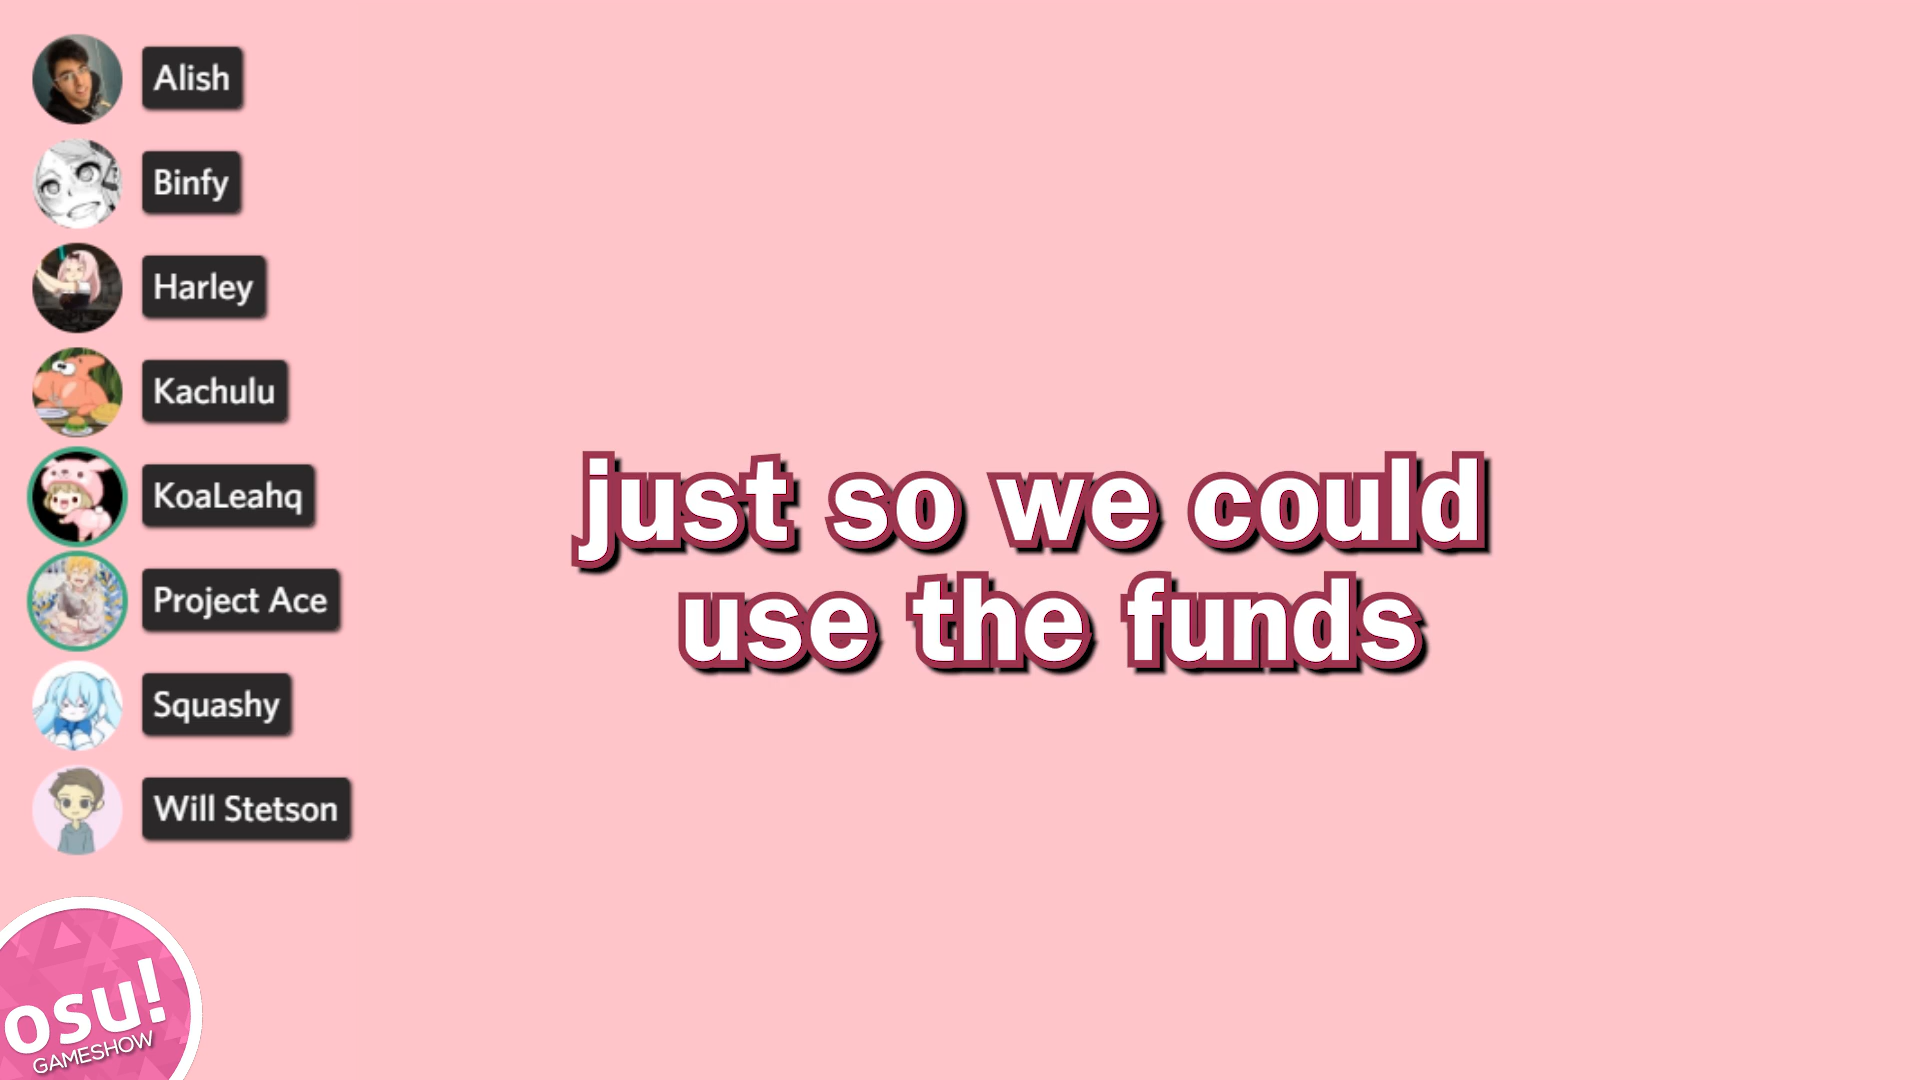 Alish
Binfy
Harley
Kachulu
KoaLeahq
Project Ace
Squashy
Will Stetson
just so we could
use the funds
osu!
GAMESHOW